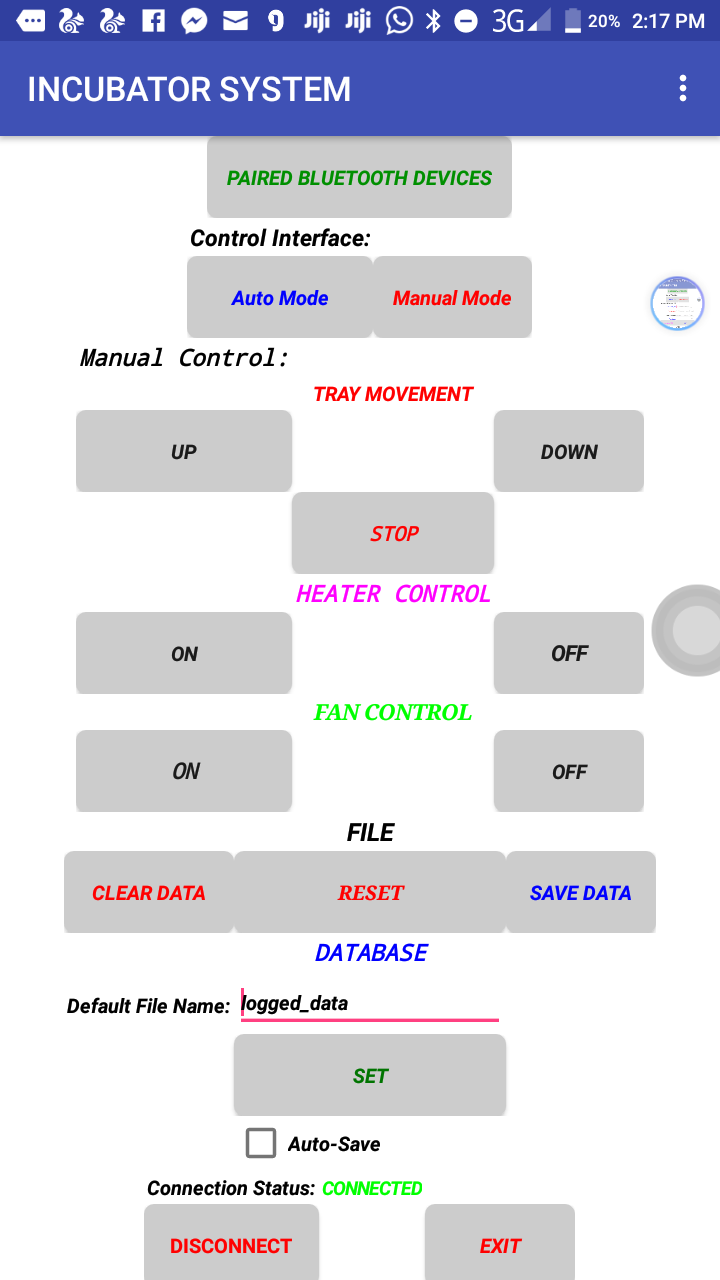 Jiji Jiji 3G 20% 2:17 PM
INCUBATOR SYSTEM
PAIRED BLUETOOTH DEVICES
Control Interface:
Auto Mode Manual Mode
Manual Control:
TRAY MOVEMENT
UP DOWN
STOP
HEATER CONTROL
ON OFF
FAN CONTROL
ON OFF
FILE
CLEAR DATA RESET SAVE DATA
DATABASE
Default File Name: logged_data
SET
Auto-Save
Connection Status: CONNECTED
DISCONNECT EXIT